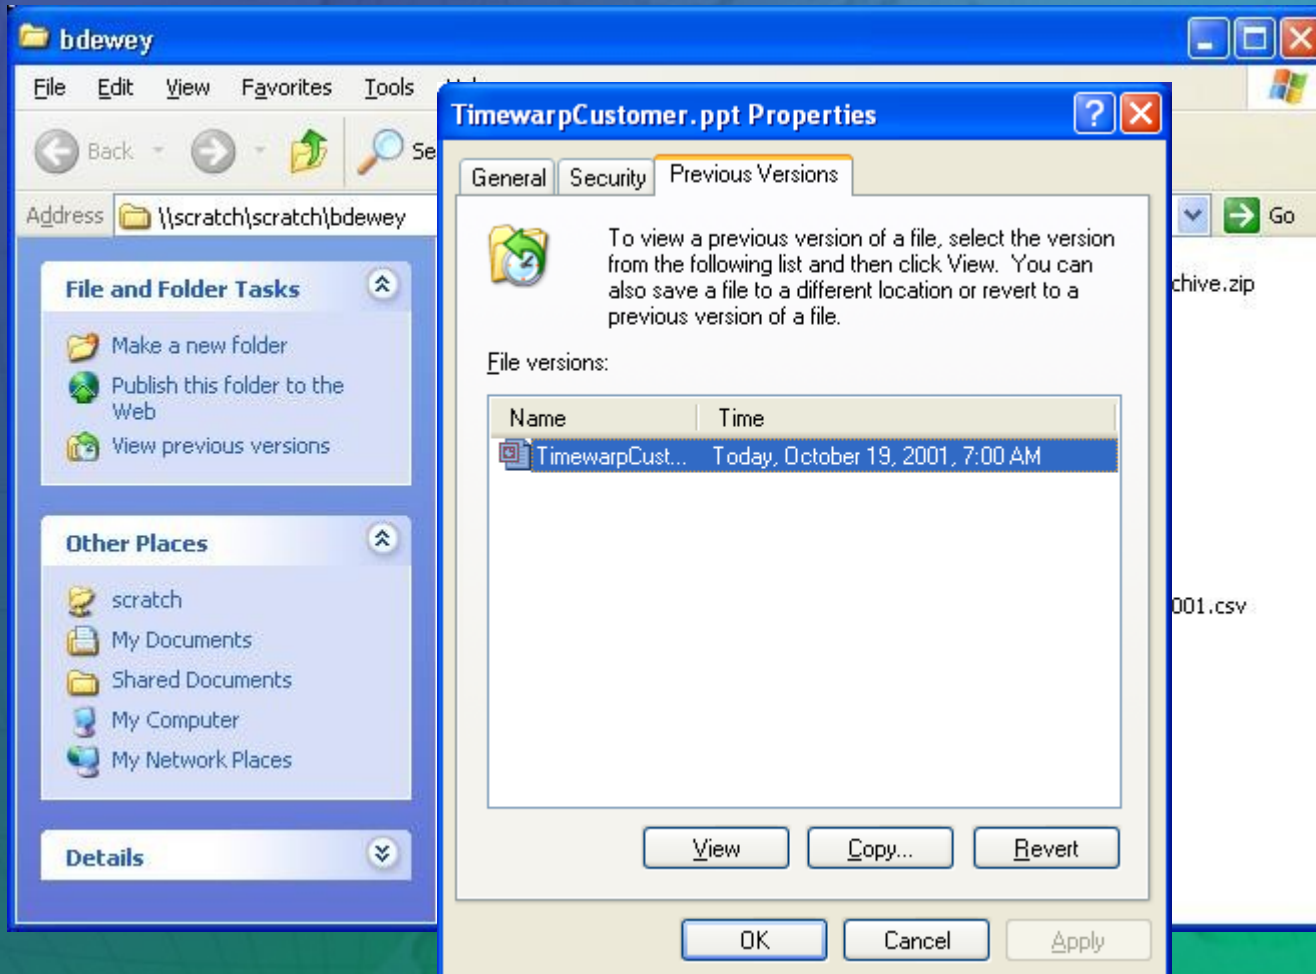 bdewey
File Edit View Favorites Tools
Back
Address \\scratch\scratch\bdewey
Go
File and Folder Tasks
Make a new folder
Publish this folder to the
Web
View previous versions
Other Places
scratch
My Documents
Shared Documents
My Computer
My Network Places
Details
chive.zip
001.csv
TimewarpCustomer.ppt Properties
General Security Previous Versions
To view a previous version of a file, select the version
from the following list and then click View. You can
also save a file to a different location or revert to a
previous version of a file.
File versions:
Name Time
TimewarpCust... Today, October 19, 2001, 7:00 AM
View Copy... Revert
OK Cancel Apply